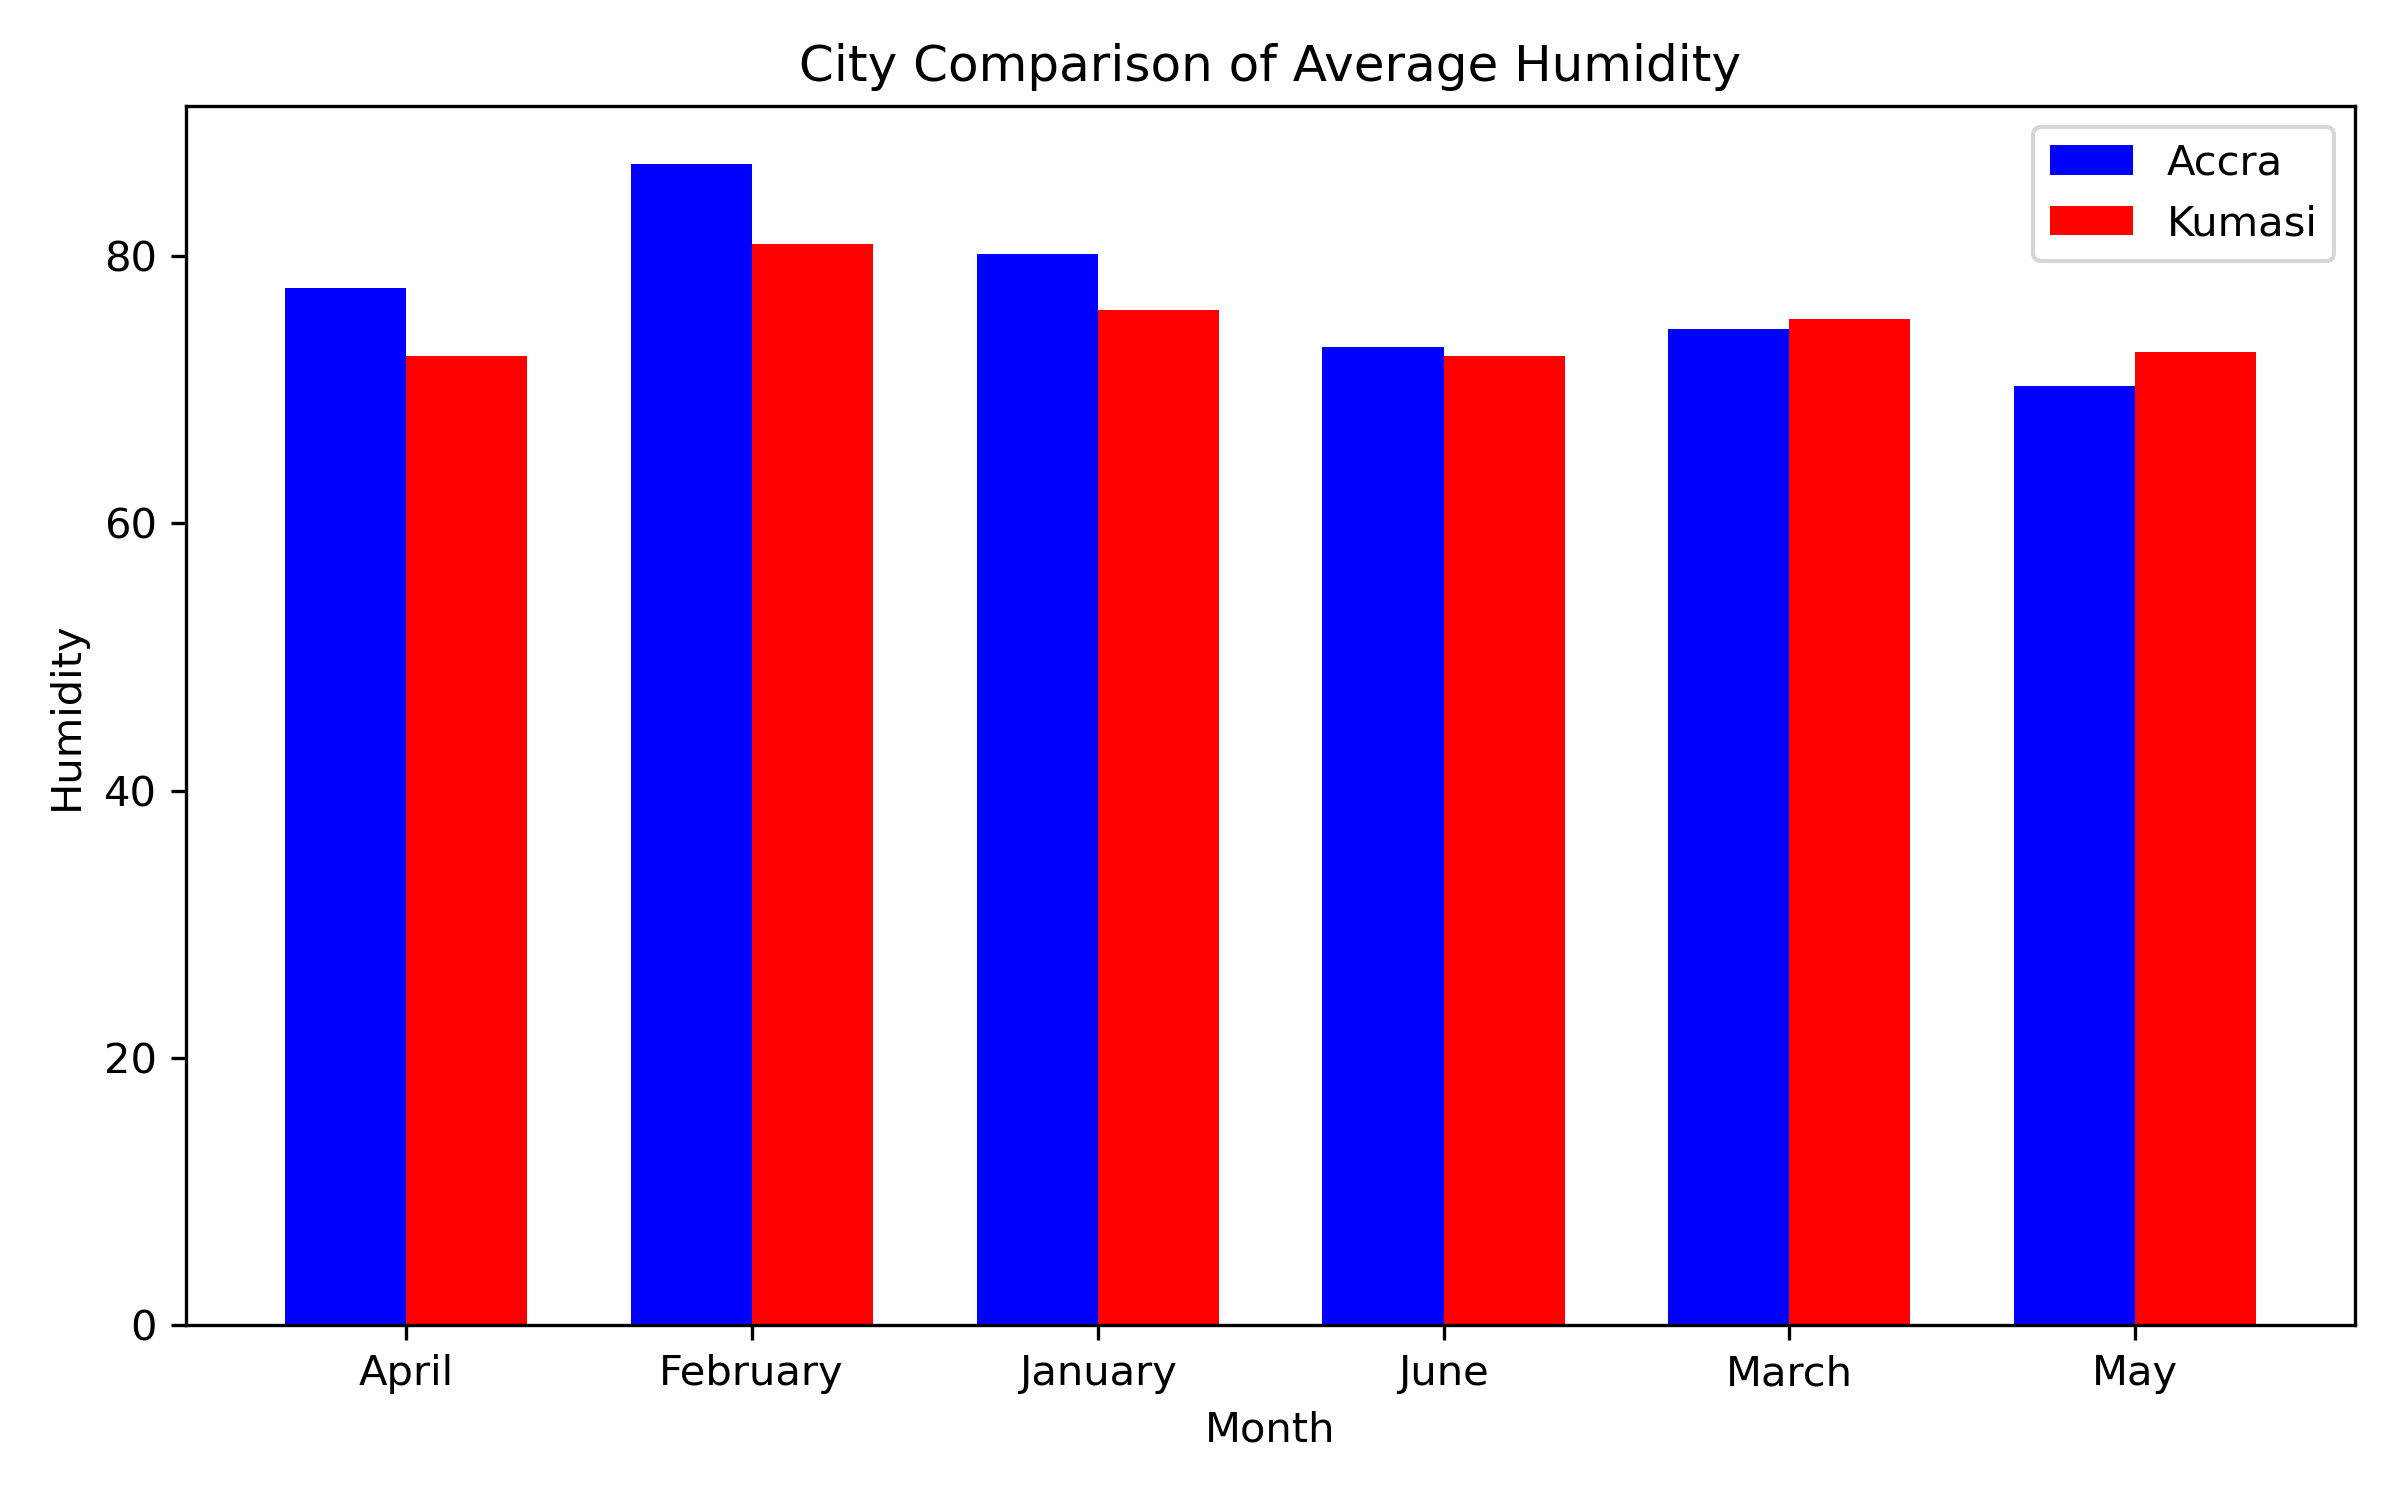 City Comparison of Average Humidity
Accra
Kumasi
80
60
40
20
0
Humidity
April February January June March May
Month